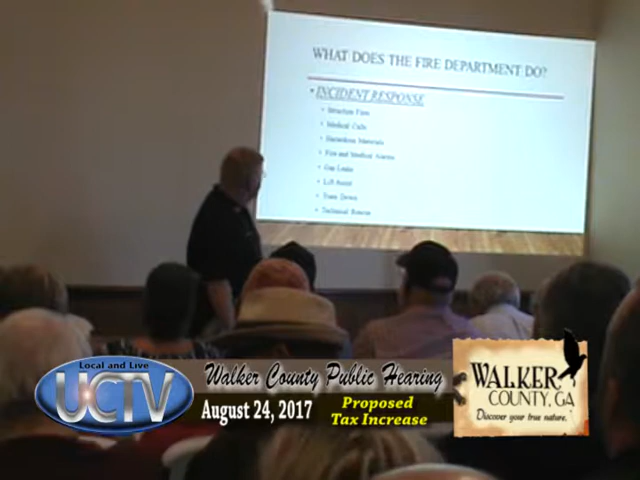 WHAT DOES THE FIRE DEPARTMENT DO?
• INCIDENT RESPONSE
• Structure Fires
• Medical Calls
• Hazardous Materials
• Fire and Medical Alarms
• Gas Leaks
• Lift Assist
• Trees Down
• Technical Rescue
Local and Live
UCTV
Walker County Public Hearing
August 24, 2017
Proposed
Tax Increase
WALKER
COUNTY, GA
Discover your true nature.